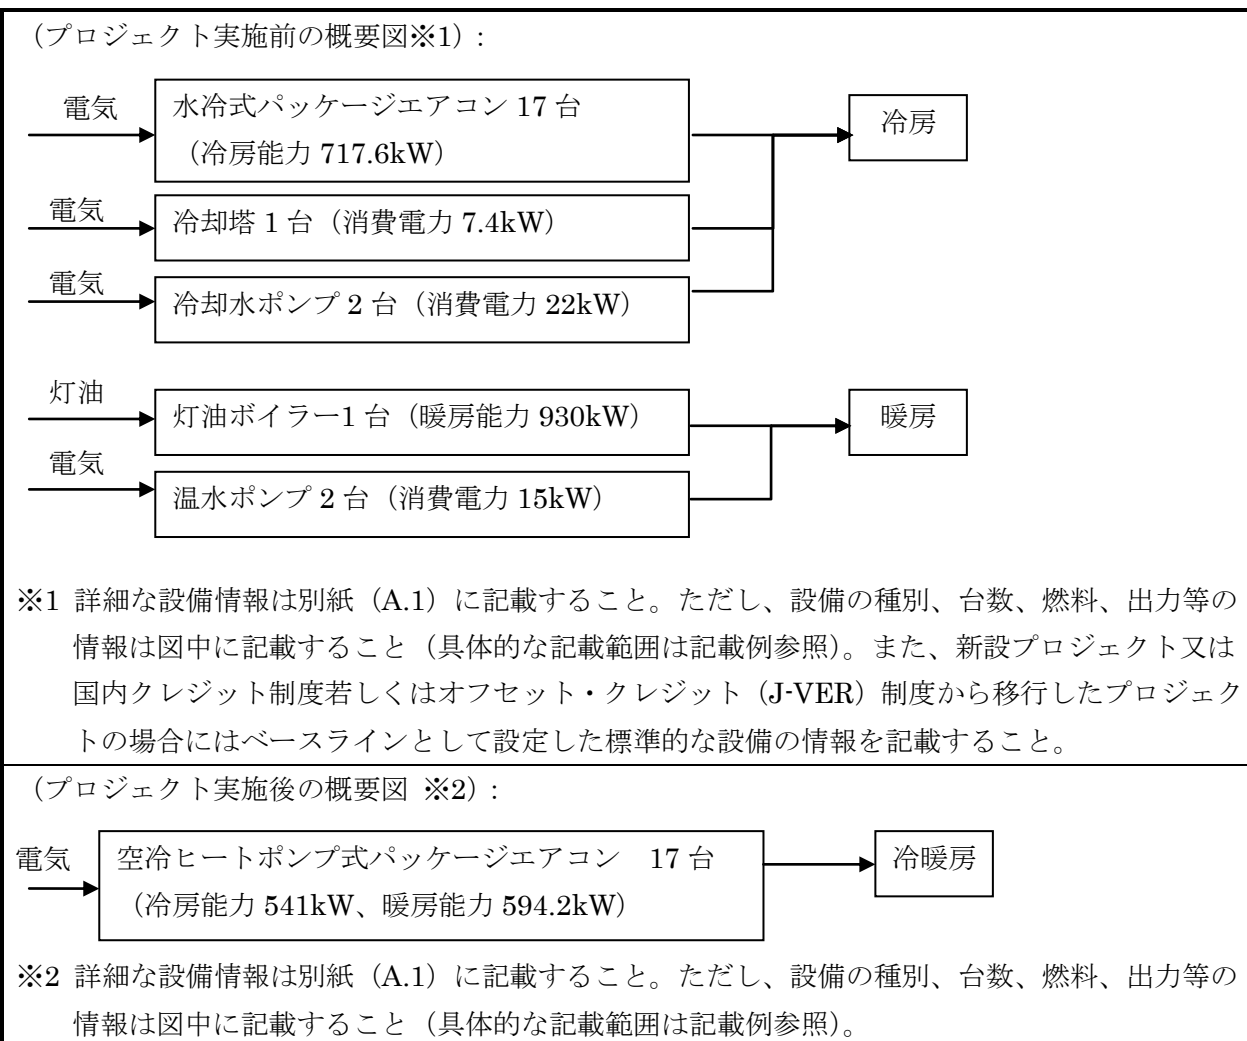 （プロジェクト実施前の概要図※1）：
電気
水冷式パッケージエアコン 17 台
（冷房能力 717.6kW）
冷房
電気
冷却塔 1 台（消費電力 7.4kW）
電気
冷却水ポンプ 2 台（消費電力 22kW）
灯油
灯油ボイラー1 台（暖房能力 930kW）
暖房
電気
温水ポンプ 2 台（消費電力 15kW）
※1 詳細な設備情報は別紙（A.1）に記載すること。ただし、設備の種別、台数、燃料、出力等の
情報は図中に記載すること（具体的な記載範囲は記載例参照）。また、新設プロジェクト又は
国内クレジット制度若しくはオフセット・クレジット（J-VER）制度から移行したプロジェク
トの場合にはベースラインとして設定した標準的な設備の情報を記載すること。
（プロジェクト実施後の概要図 ※2）：
電気
空冷ヒートポンプ式パッケージエアコン　17 台
（冷房能力 541kW、暖房能力 594.2kW）
冷暖房
※2 詳細な設備情報は別紙（A.1）に記載すること。ただし、設備の種別、台数、燃料、出力等の
情報は図中に記載すること（具体的な記載範囲は記載例参照）。